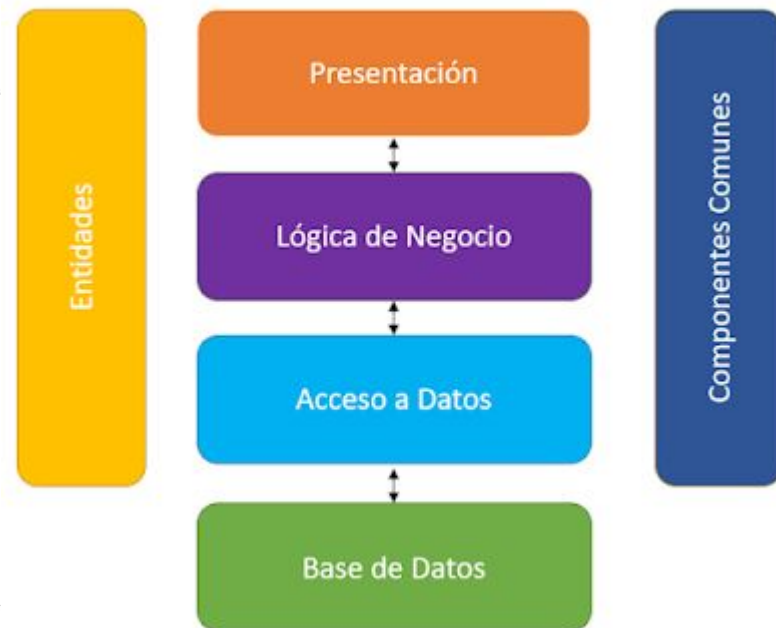 Entidades
Presentación
Lógica de Negocio
Acceso a Datos
Base de Datos
Componentes Comunes